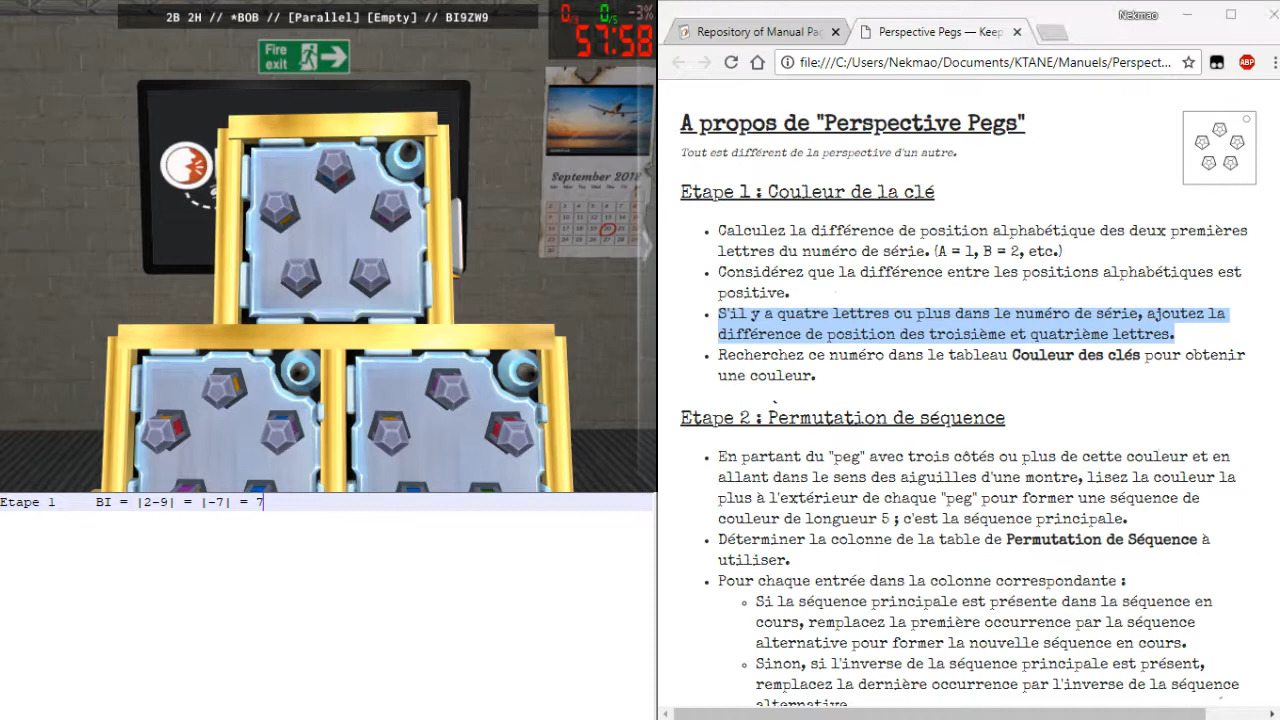 2B 2H // *BOB // [Parallel] [Empty] // BI9ZW9
-3%
57:58
Fire
exit
September 2018
Etape 1 BI = |2-9| = |-7| = 7
Nekmao
Repository of Manual Pag
Perspective Pegs — Keep
file:///C:/Users/Nekmao/Documents/KTANE/Manuels/Perspect...
ABP
A propos de "Perspective Pegs"
Tout est différent de la perspective d'un autre.
Etape 1 : Couleur de la clé
Calculez la différence de position alphabétique des deux premières
lettres du numéro de série. (A = 1, B = 2, etc.)
Considérez que la différence entre les positions alphabétiques est
positive.
S'il y a quatre lettres ou plus dans le numéro de série, ajoutez la
différence de position des troisième et quatrième lettres.
Recherchez ce numéro dans le tableau Couleur des clés pour obtenir
une couleur.
Etape 2 : Permutation de séquence
En partant du "peg" avec trois côtés ou plus de cette couleur et en
allant dans le sens des aiguilles d'une montre, lisez la couleur la
plus à l'extérieur de chaque "peg" pour former une séquence de
couleur de longueur 5 ; c'est la séquence principale.
Déterminer la colonne de la table de Permutation de Séquence à
utiliser.
Pour chaque entrée dans la colonne correspondante :
Si la séquence principale est présente dans la séquence en
cours, remplacez la première occurrence par la séquence
alternative pour former la nouvelle séquence en cours.
Sinon, si l'inverse de la séquence principale est présent,
remplacez la dernière occurrence par l'inverse de la séquence
alternative.